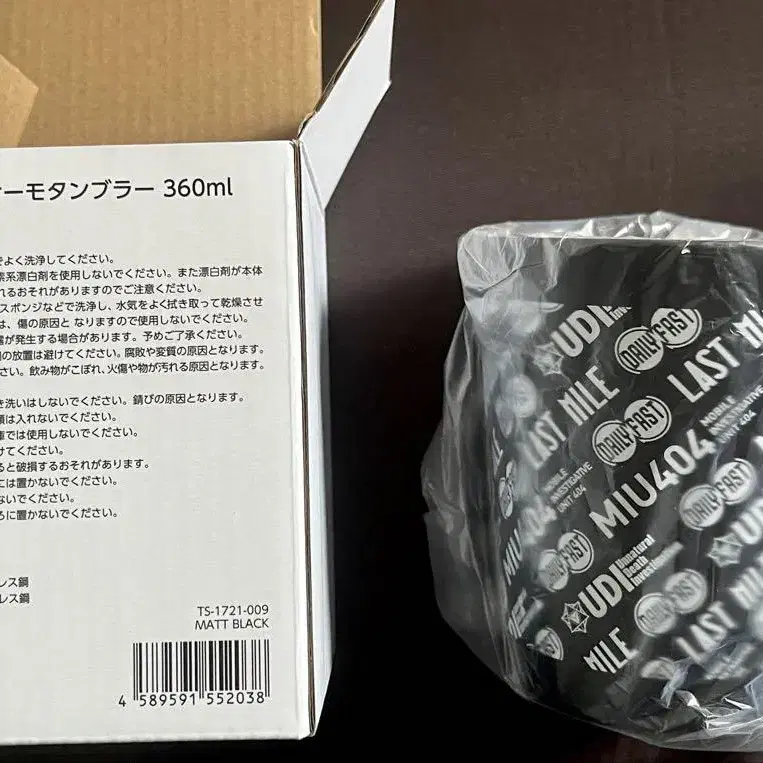 ーモタンブラー 360ml
でよく洗浄してください。
素系漂白剤を使用しないでください。また漂白剤が本体
れるおそれがありますのでご注意ください。
スポンジなどで洗浄し、水気をよく拭き取って乾燥させ
は、傷の原因と なりますので使用しないでください。
露が発生する場合があります。予めご了承ください。
の放置は避けてください。腐敗や変質の原因となります。
さい。飲み物がこぼれ、火傷や物が汚れる原因となります。
き洗いはしないでください。錆びの原因となります。
類は入れないでください。
庫では使用しないでください。
けてください。
ると破損するおそれがあります。
には置かないでください。
ないでください。
ろに置かないでください。
レス鋼
レス鋼
TS-1721-009
MATT BLACK
4 589591 552038
UDI
DAILY FAST
LAST MILE
LAST MILE
DAILY FAST
MOBILE
INVESTIGATIVE
UNIT 404
MOBILE
INVESTIGATIVE
UNIT 404
MIU404
MIU404
DAILY FAST
DAILY FAST
UDI Unnatural
Death
Investigation
UDI
DAILY FAST
LAST MILE
MILE